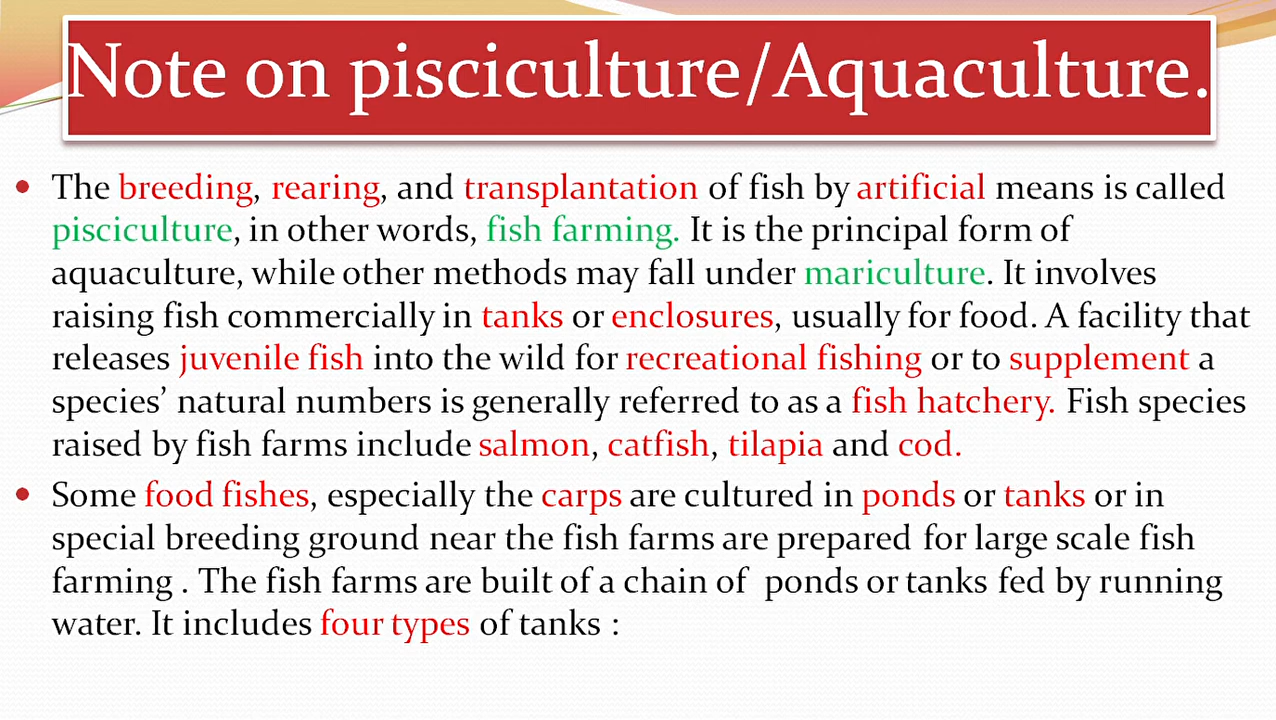 Note on pisciculture/Aquaculture.
• The breeding, rearing, and transplantation of fish by artificial means is called
pisciculture, in other words, fish farming. It is the principal form of
aquaculture, while other methods may fall under mariculture. It involves
raising fish commercially in tanks or enclosures, usually for food. A facility that
releases juvenile fish into the wild for recreational fishing or to supplement a
species’ natural numbers is generally referred to as a fish hatchery. Fish species
raised by fish farms include salmon, catfish, tilapia and cod.
• Some food fishes, especially the carps are cultured in ponds or tanks or in
special breeding ground near the fish farms are prepared for large scale fish
farming . The fish farms are built of a chain of ponds or tanks fed by running
water. It includes four types of tanks :